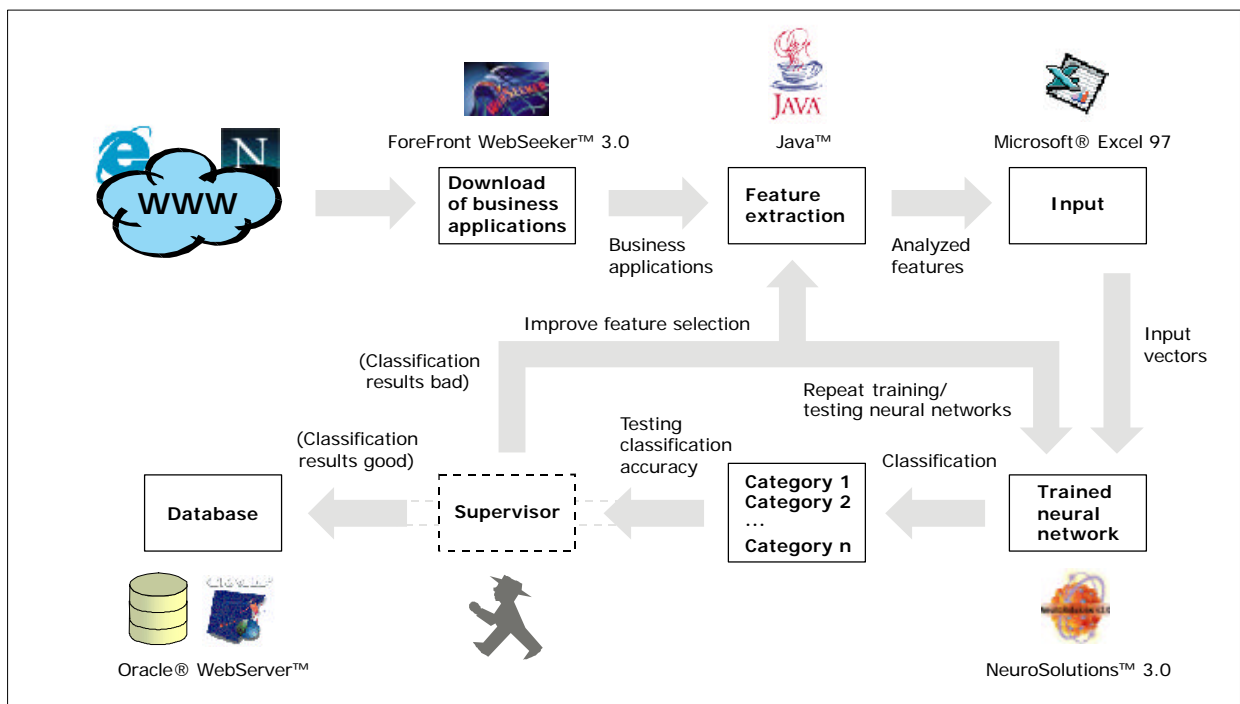 ForeFront WebSeeker™ 3.0
Java™
JAVA
Microsoft® Excel 97
N
WWW
Download
of business
applications
Feature
extraction
Input
Business
applications
Analyzed
features
Improve feature selection
Input
vectors
(Classification
results bad)
Repeat training/
testing neural networks
(Classification
results good)
Testing
classification
accuracy
Classification
Database
Supervisor
Category 1
Category 2
...
Category n
Trained
neural
network
Oracle® WebServer™
NeuroSolutions™ 3.0